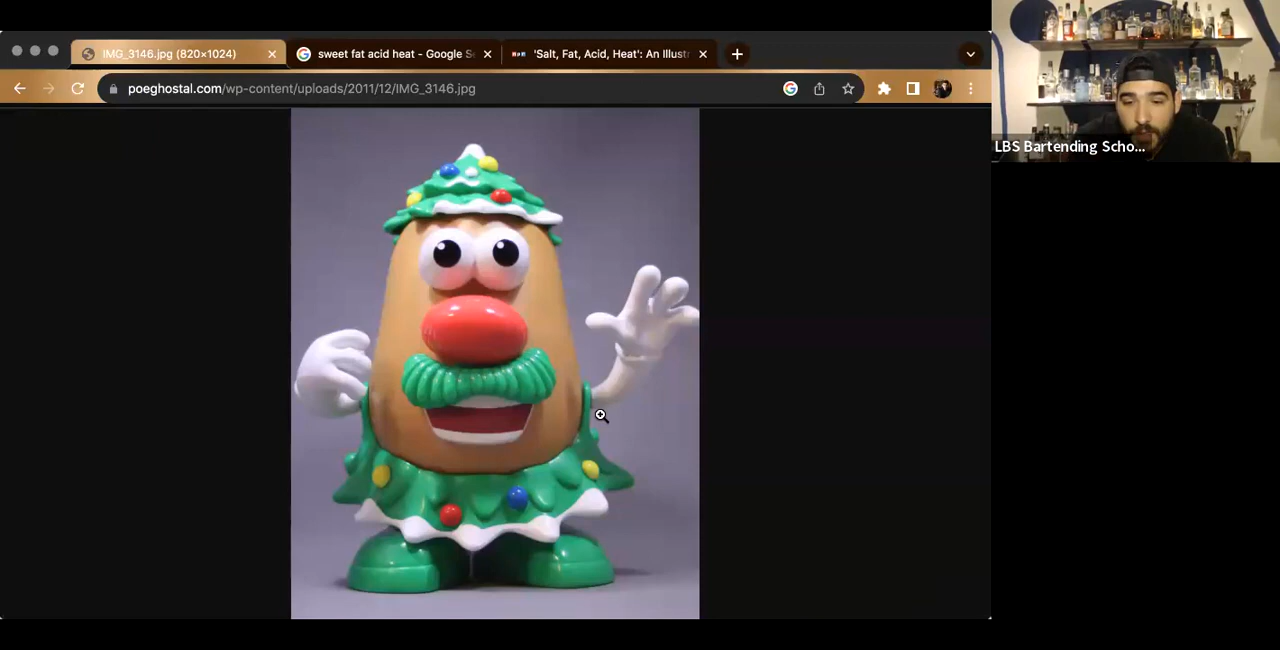 IMG_3146.jpg (820×1024)
sweet fat acid heat - Google Se
'Salt, Fat, Acid, Heat': An Illustr
poeghostal.com/wp-content/uploads/2011/12/IMG_3146.jpg
LBS Bartending Scho...